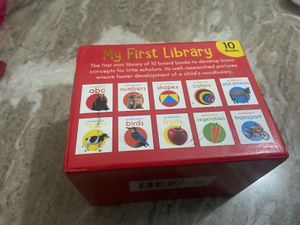 My First Library
10
Books
The first mini library of 10 board books to develop basic
concepts for little scholars. Its well-researched pictures
ensure faster development of a child's vocabulary.
abc
numbers
shapes
colors
birds
fruits
vegetables
transport